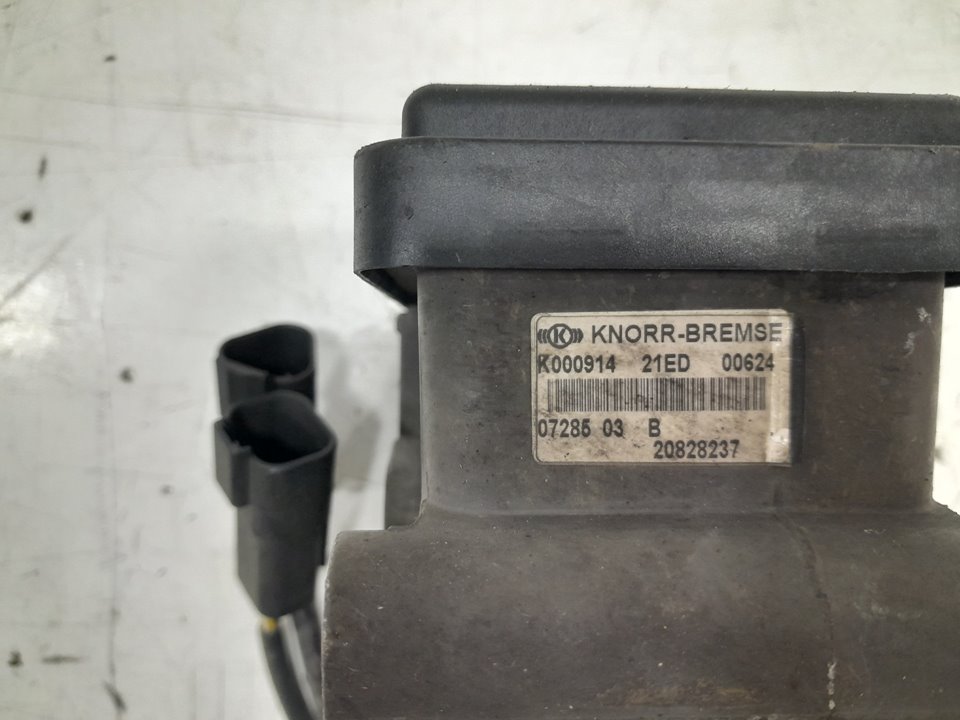 K KNORR-BREMSE
K000914 21ED 00624
07285 03 B
20828237